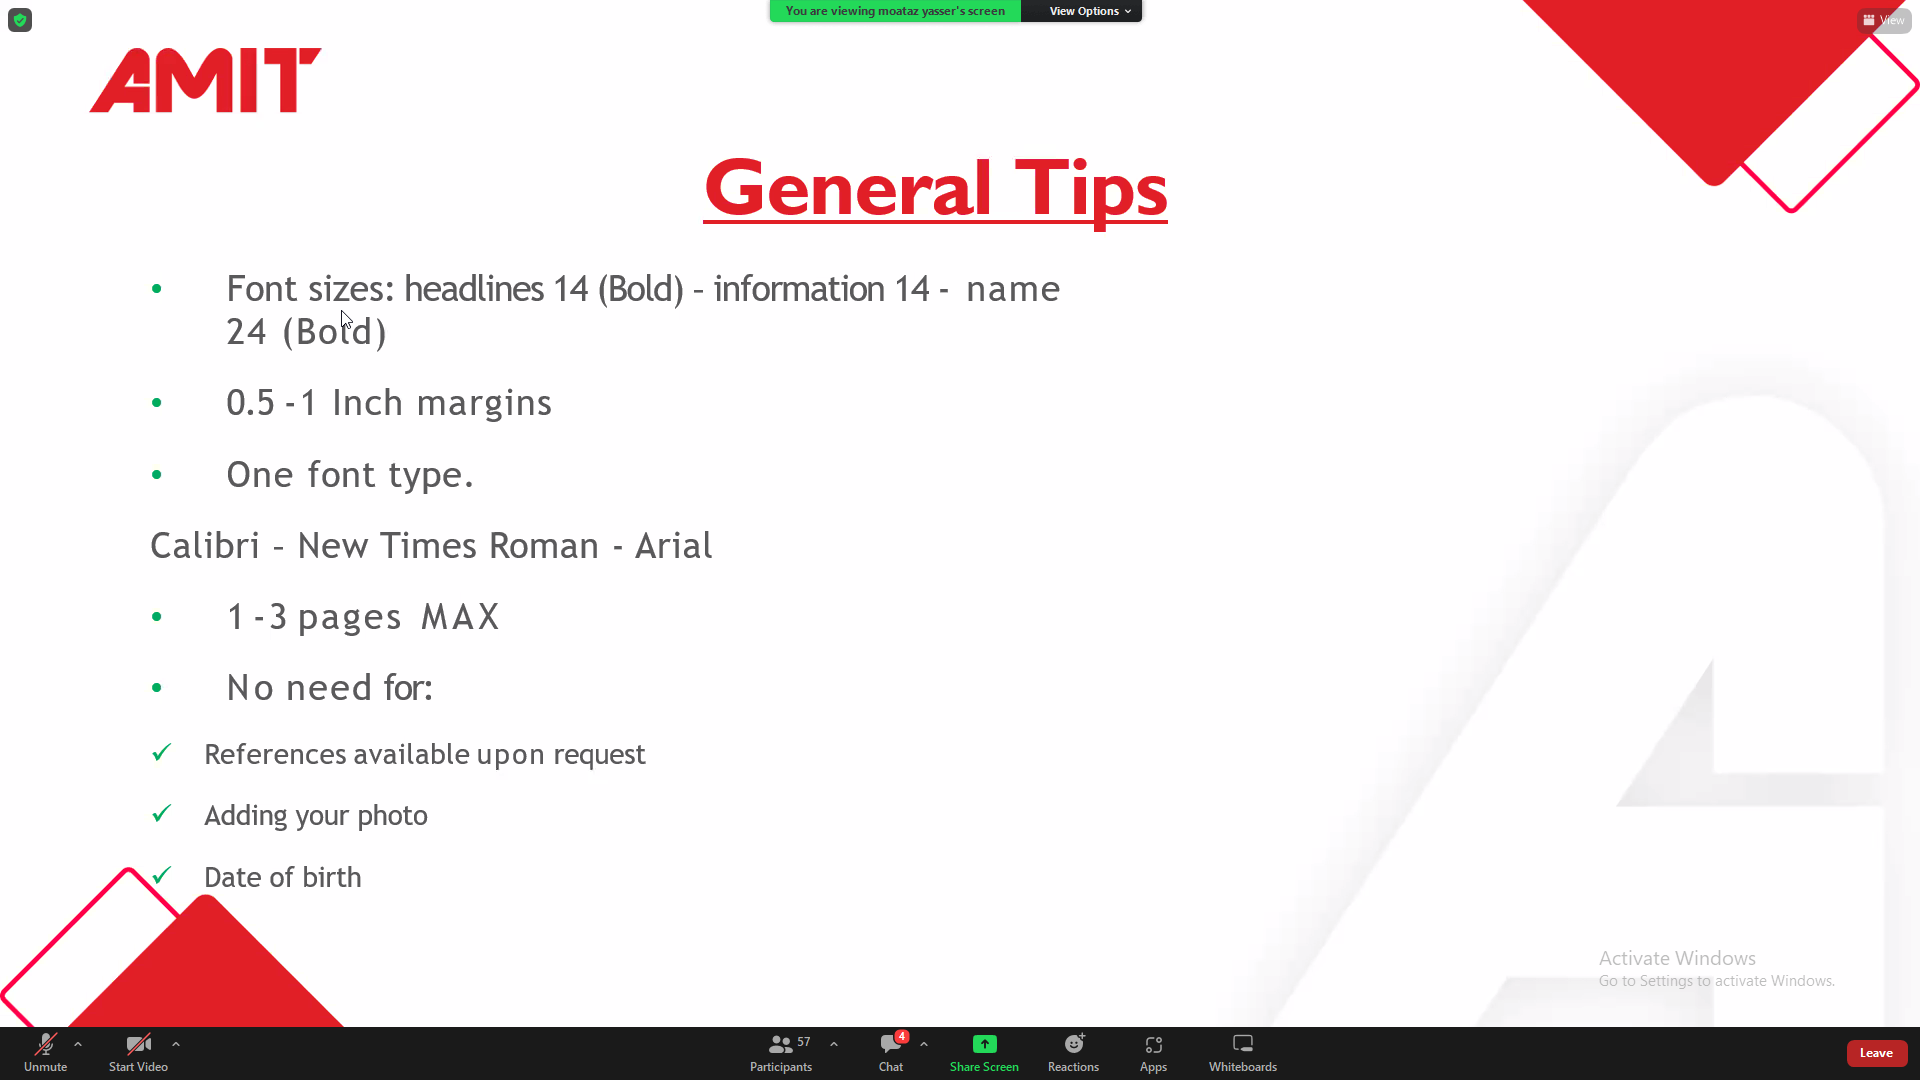 You are viewing moataz yasser's screen
View Options
View
AMIT
General Tips
• Font sizes: headlines 14 (Bold) – information 14 - name
24 (Bold)
• 0.5 -1 Inch margins
• One font type.
Calibri – New Times Roman - Arial
• 1 -3 pages MAX
• No need for:
✓ References available upon request
✓ Adding your photo
✓ Date of birth
Activate Windows
Go to Settings to activate Windows.
Unmute
Start Video
57
Participants
4
Chat
Share Screen
Reactions
Apps
Whiteboards
Leave